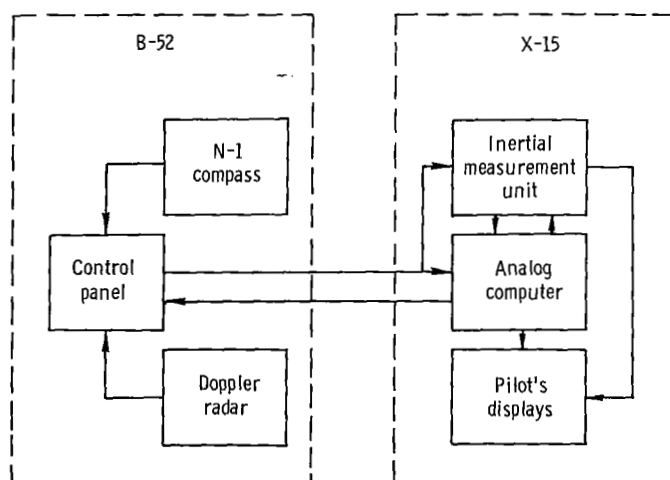 B-52
X-15
N-1
compass
Inertial
measurement
unit
Control
panel
Analog
computer
Doppler
radar
Pilot's
displays